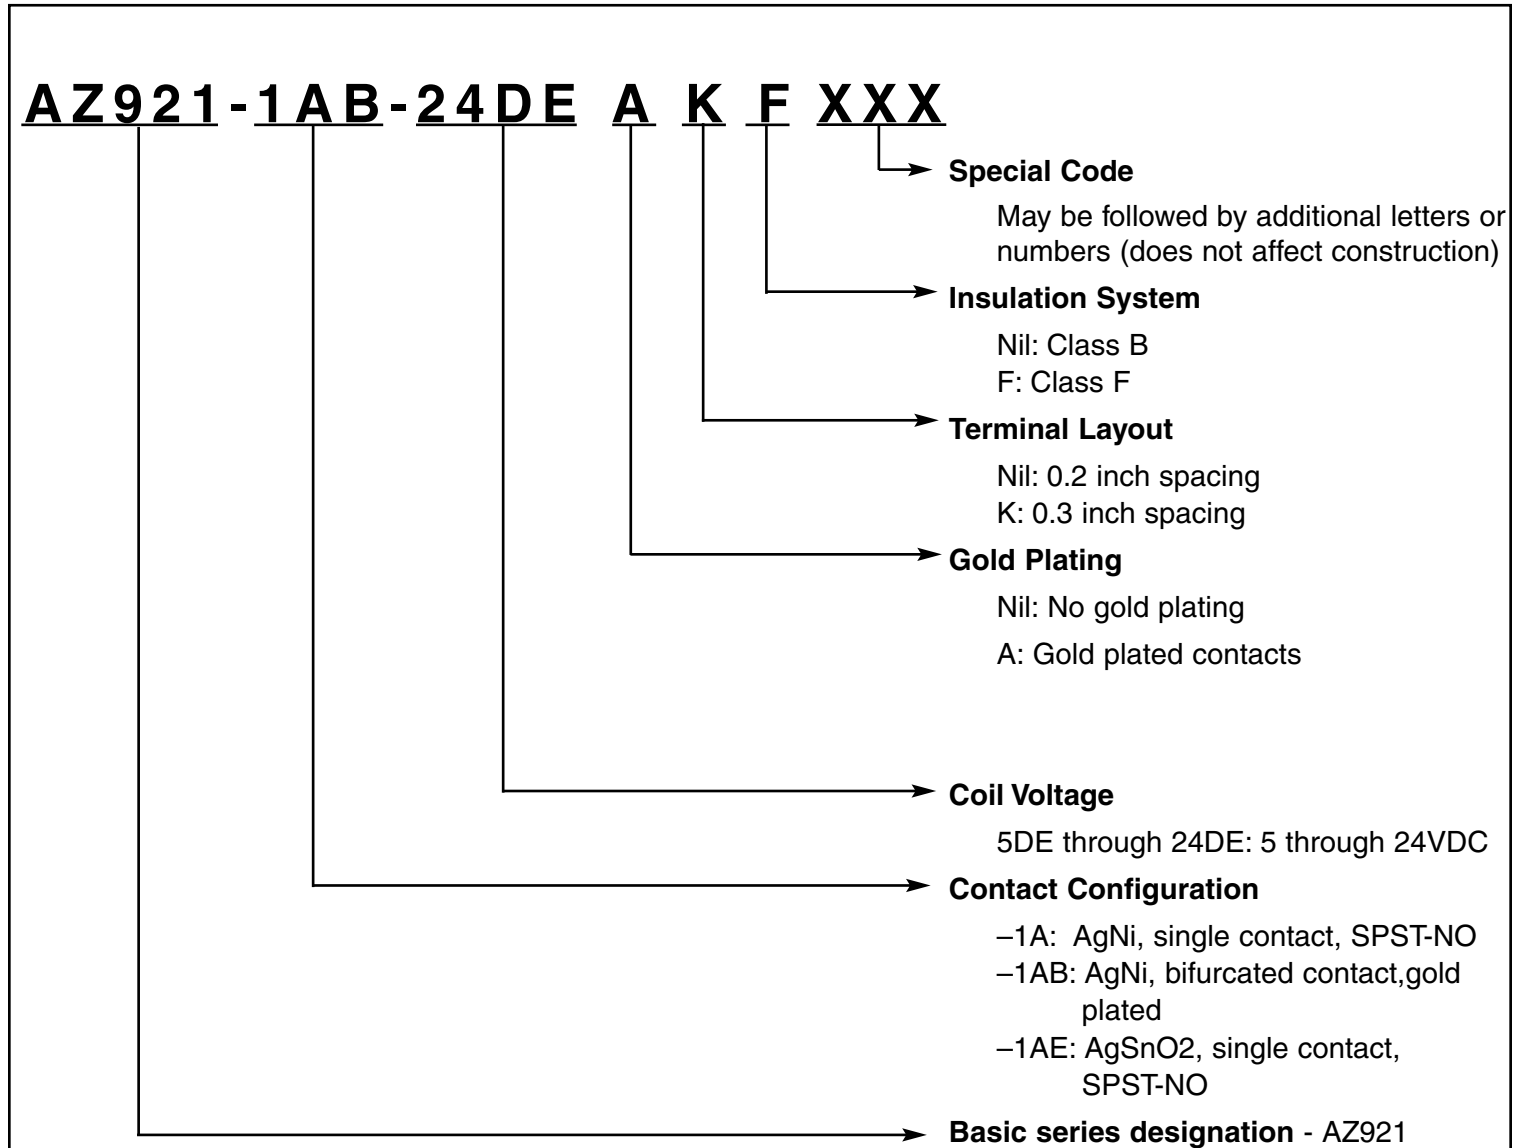 AZ921-1AB-24DE A K F XXX
Special Code
May be followed by additional letters or
numbers (does not affect construction)
Insulation System
Nil: Class B
F: Class F
Terminal Layout
Nil: 0.2 inch spacing
K: 0.3 inch spacing
Gold Plating
Nil: No gold plating
A: Gold plated contacts
Coil Voltage
5DE through 24DE: 5 through 24VDC
Contact Configuration
–1A: AgNi, single contact, SPST-NO
–1AB: AgNi, bifurcated contact,gold
plated
–1AE: AgSnO2, single contact,
SPST-NO
Basic series designation - AZ921